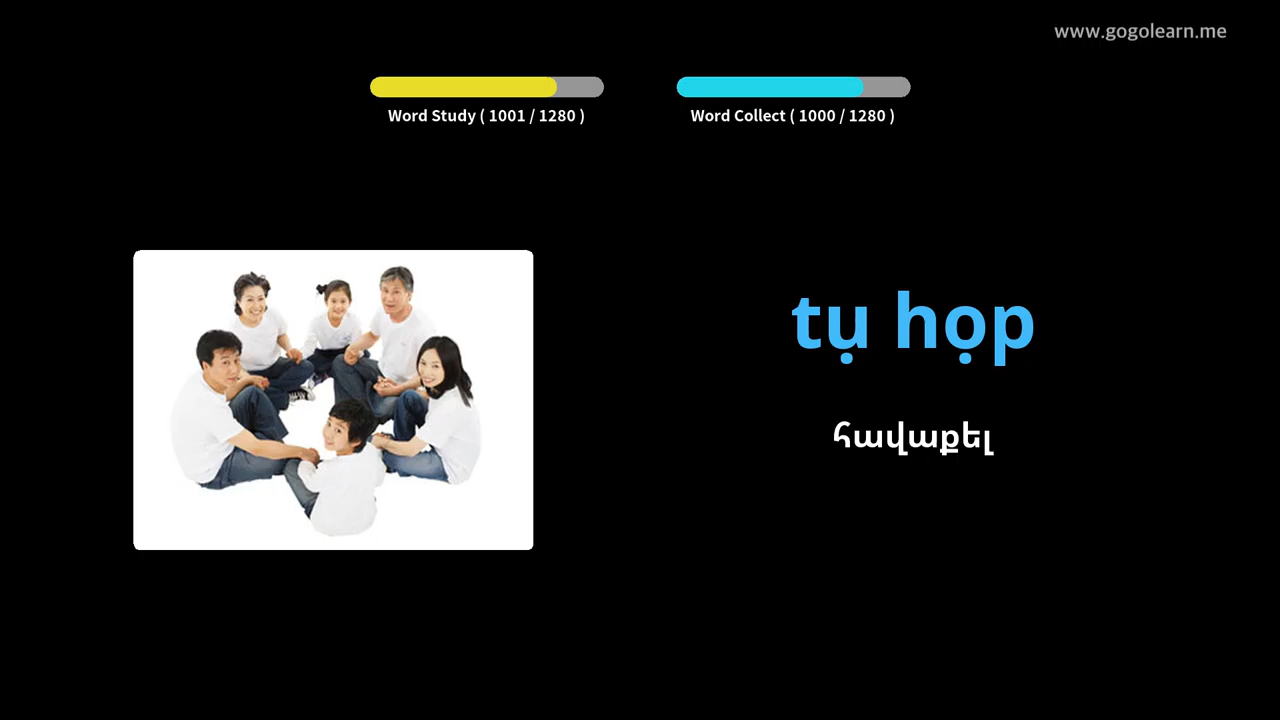 www.gogolearn.me
Word Study ( 1001 / 1280 )
Word Collect ( 1000 / 1280 )
tụ họp
հավաքել